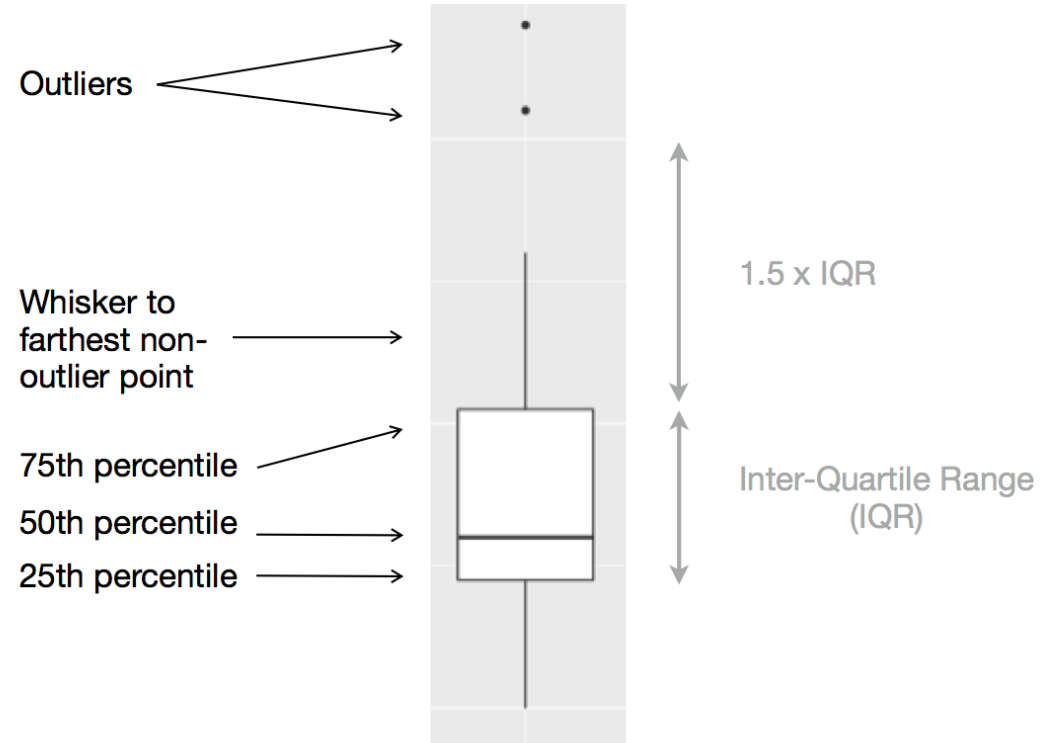 Outliers
Whisker to
farthest non-
outlier point
75th percentile
50th percentile
25th percentile
1.5 x IQR
Inter-Quartile Range
(IQR)